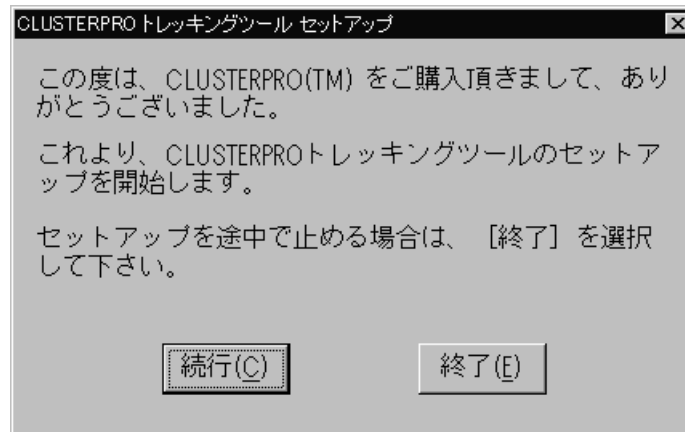 CLUSTERPRO トレッキングツール セットアップ
この度は、CLUSTERPRO(TM) をご購入頂きまして、あり
がとうございました。
これより、CLUSTERPROトレッキングツールのセットア
ップを開始します。
セットアップを途中で止める場合は、 [終了] を選択
して下さい。
続行(C) 終了(E)